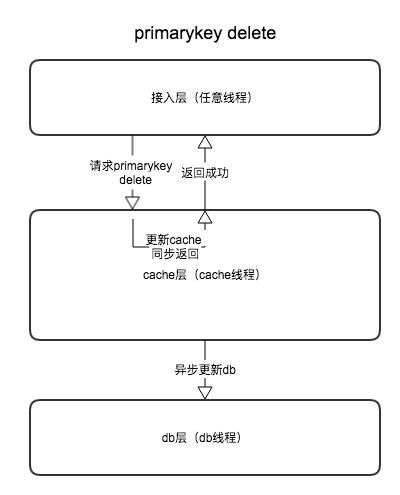 primarykey delete
接入层（任意线程）
请求primarykey
delete
返回成功
更新cache
同步返回
cache层（cache线程）
异步更新db
db层（db线程）